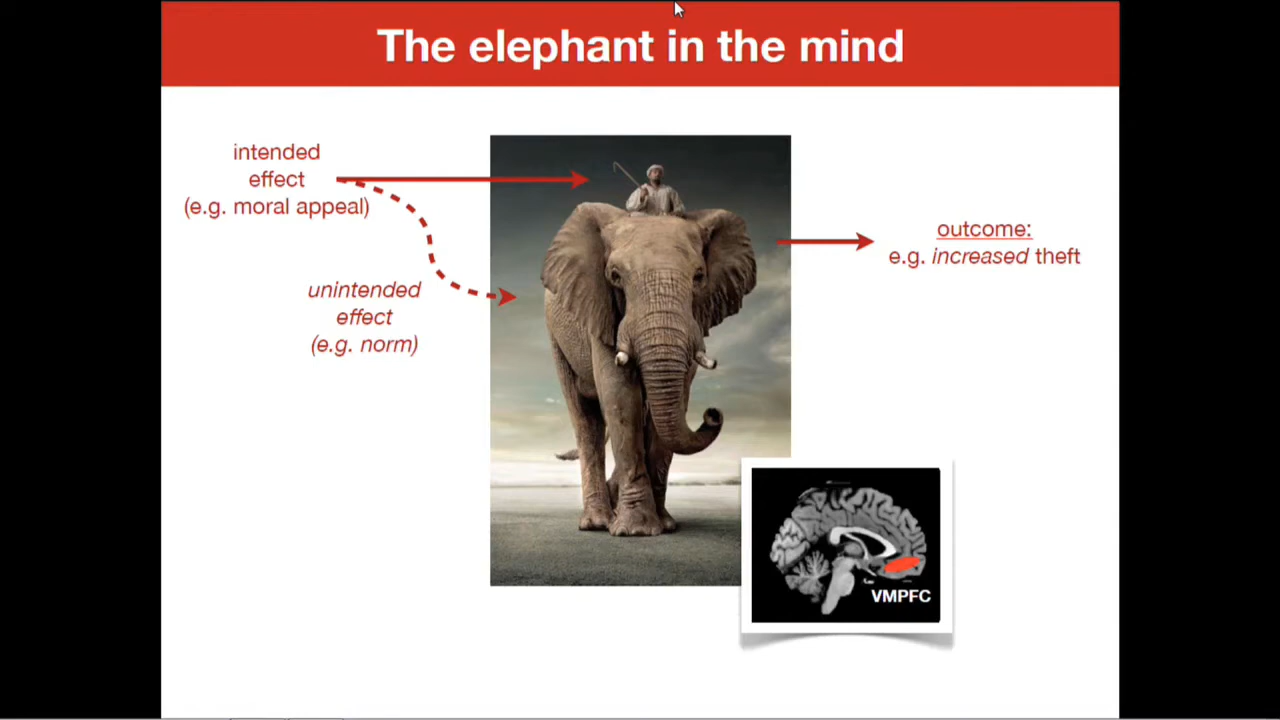 The elephant in the mind
intended
effect
(e.g. moral appeal)
unintended
effect
(e.g. norm)
outcome:
e.g. increased theft
VMPFC